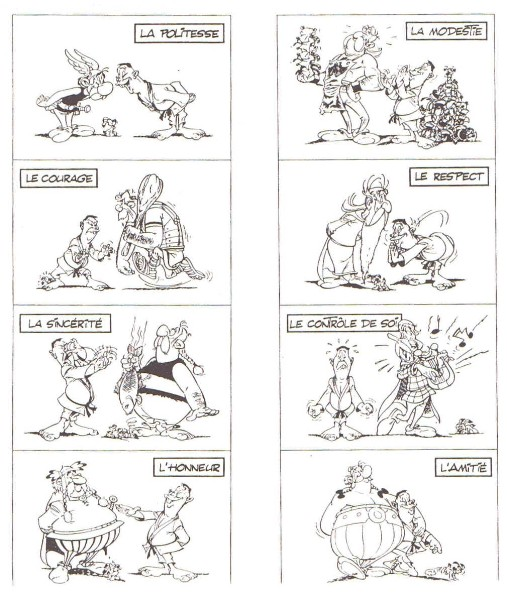 LA POLITESSE
LA MODESTIE
LE COURAGE
LE RESPECT
LA SINCÉRITÉ
LE CONTRÔLE DE SOI
L'HONNEUR
L'AMITIÉ